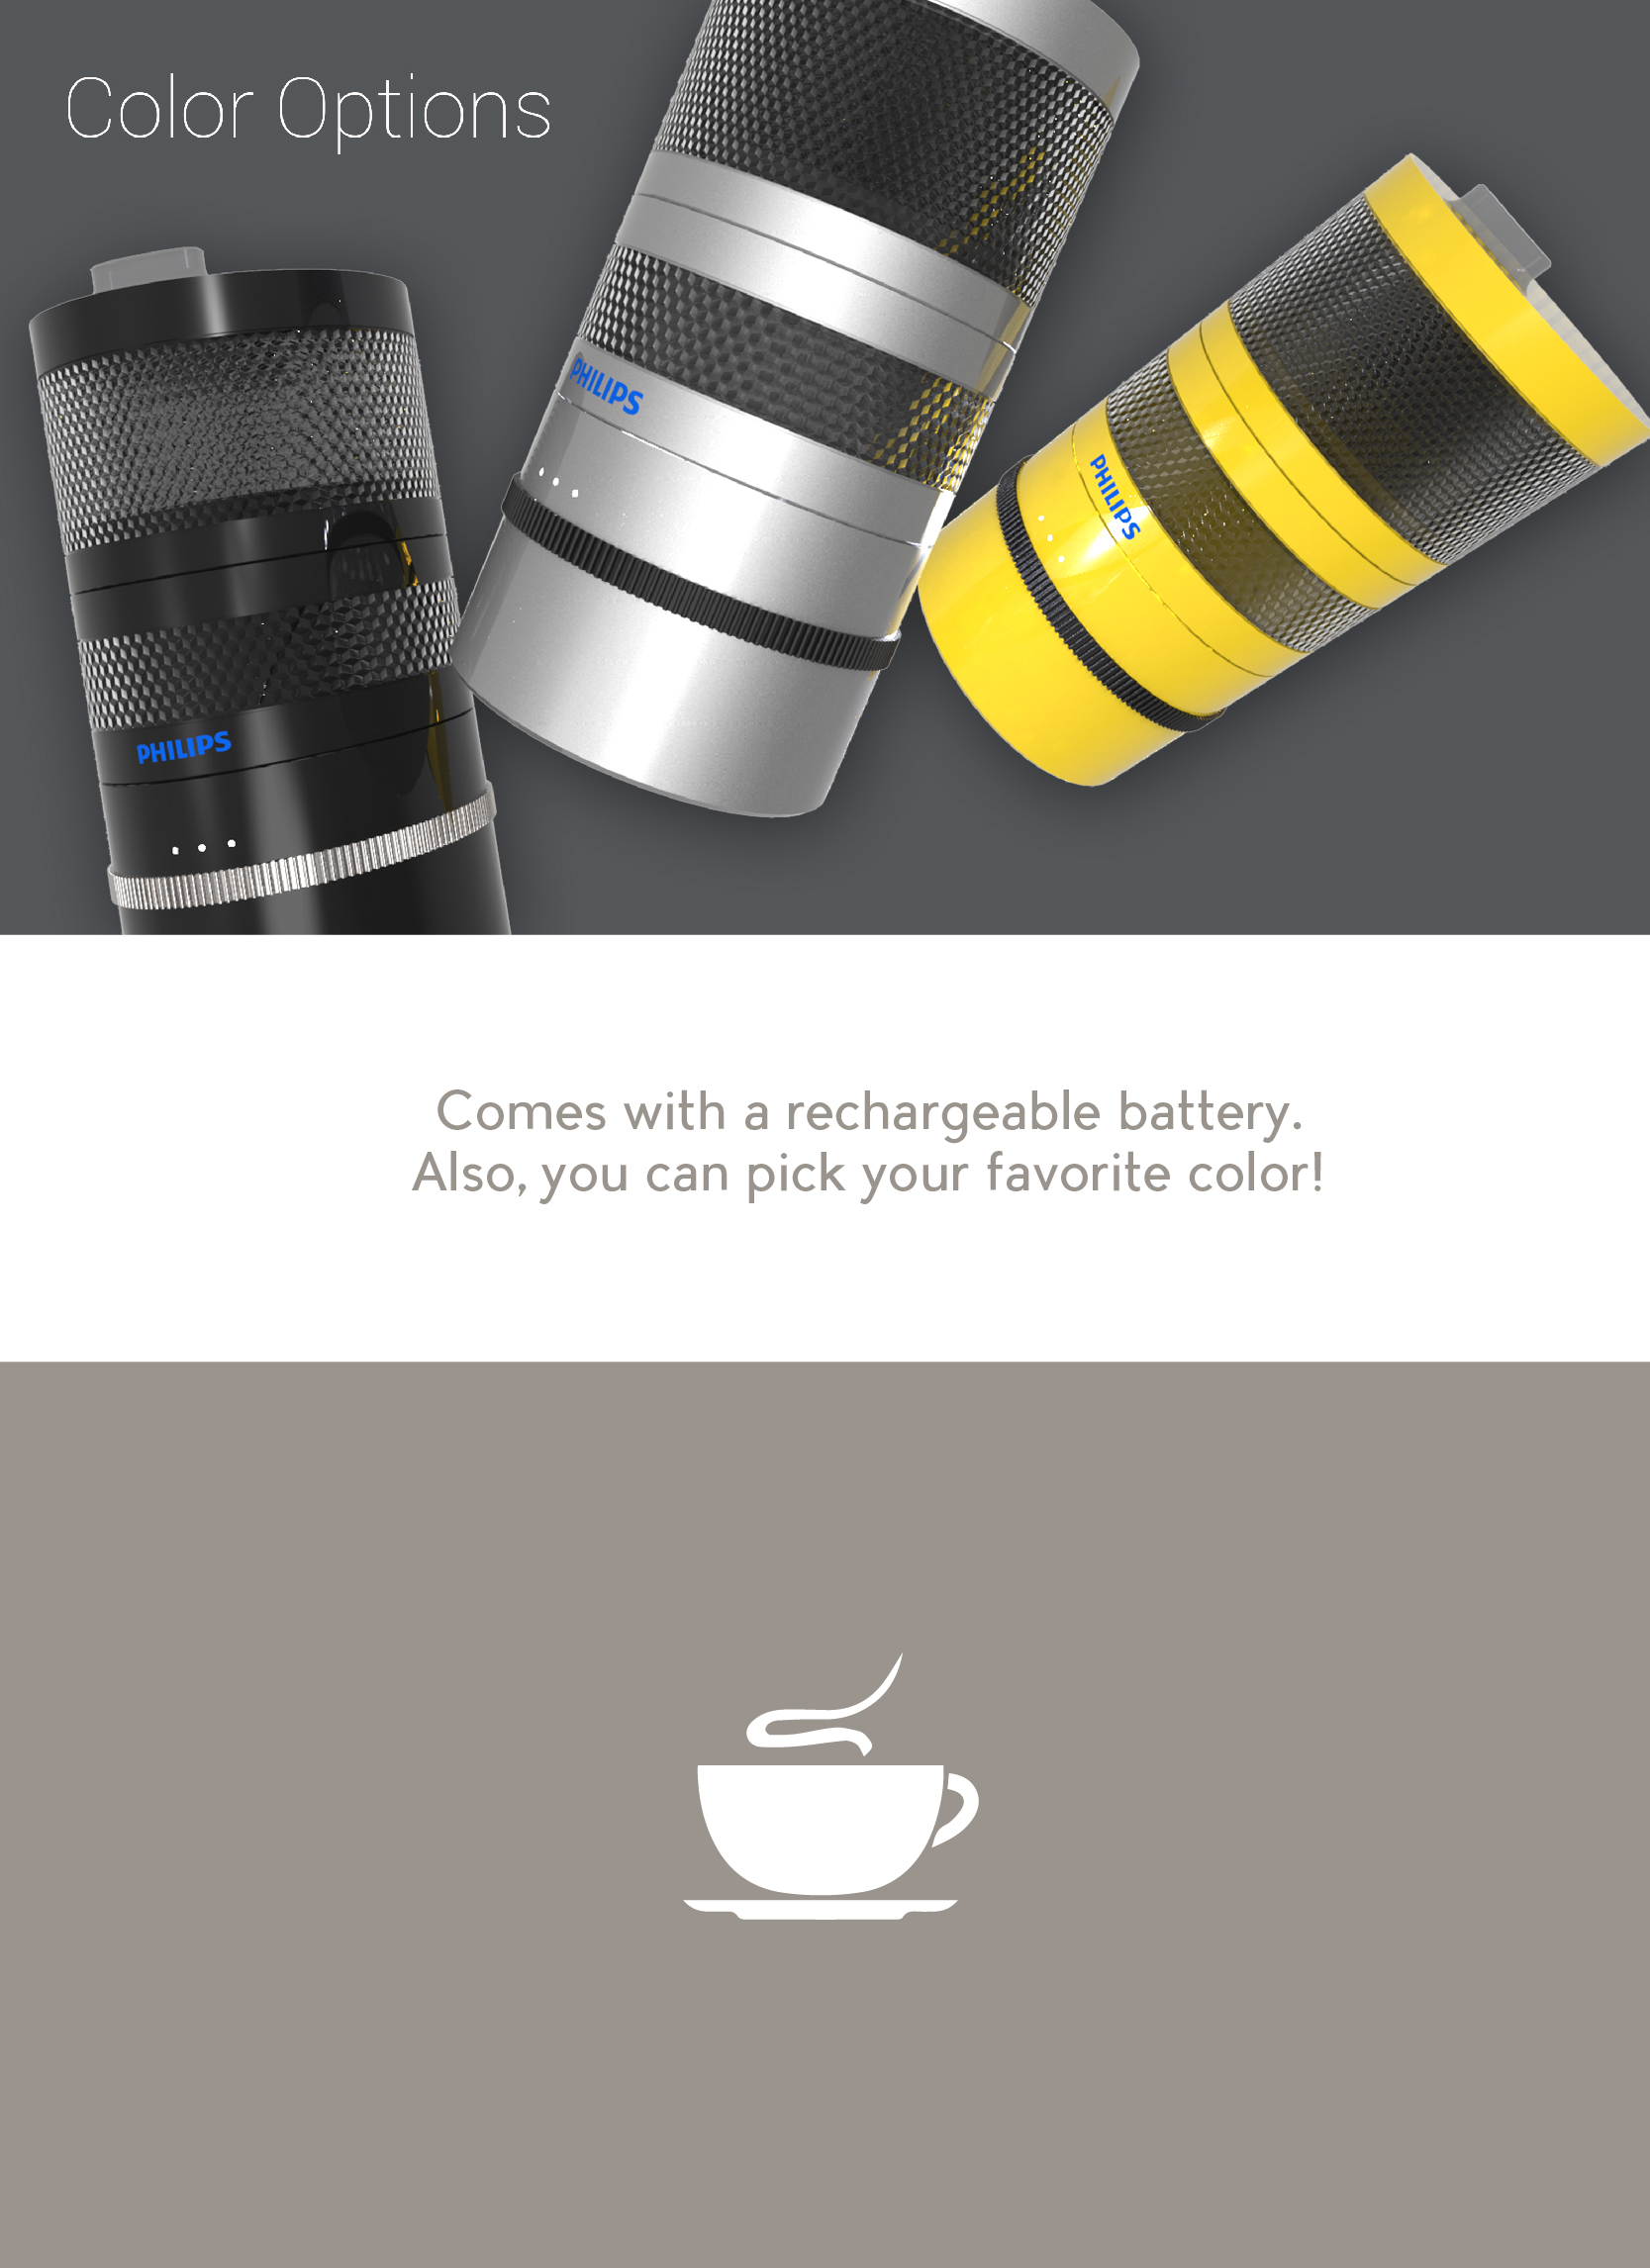 Color Options
PHILIPS
PHILIPS
PHILIPS
Comes with a rechargeable battery.
Also, you can pick your favorite color!